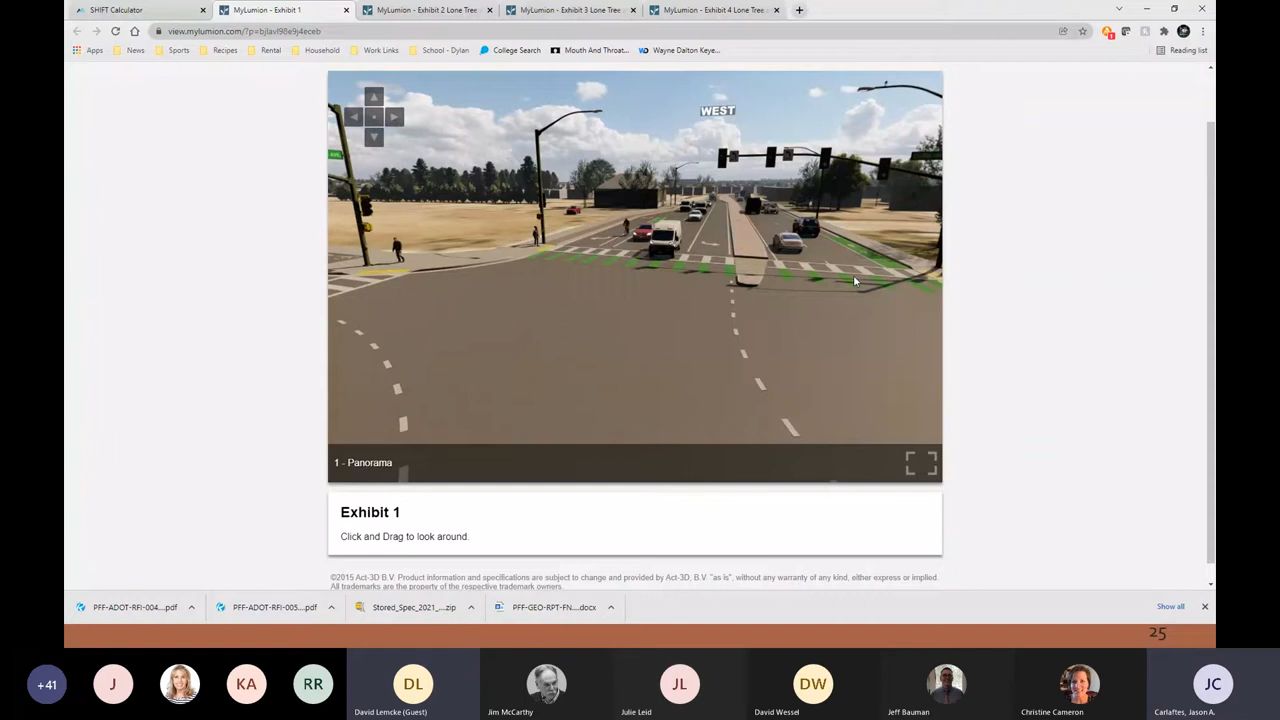 SHIFT Calculator
MyLumion - Exhibit 1
MyLumion - Exhibit 2 Lone Tree
MyLumion - Exhibit 3 Lone Tree
MyLumion - Exhibit 4 Lone Tree
view.mylumion.com/?p=bjlavl98e9j4eceb
Apps
News
Sports
Recipes
Rental
Household
Work Links
School - Dylan
College Search
Mouth And Throat...
Wayne Dalton Keye...
Reading list
WEST
1 - Panorama
Exhibit 1
Click and Drag to look around.
©2015 Act-3D B.V. Product information and specifications are subject to change and provided by Act-3D, B.V. "as is", without any warranty of any kind, either express or implied.
All trademarks are the property of the respective trademark owners.
PFF-ADOT-RFI-004....pdf
PFF-ADOT-RFI-005....pdf
Stored_Spec_2021_....zip
PFF-GEO-RPT-FN....docx
Show all
25
+41
J
KA
RR
DL
JL
DW
JC
David Lemcke (Guest)
Jim McCarthy
Julie Leid
David Wessel
Jeff Bauman
Christine Cameron
Carlaftes, Jason A.